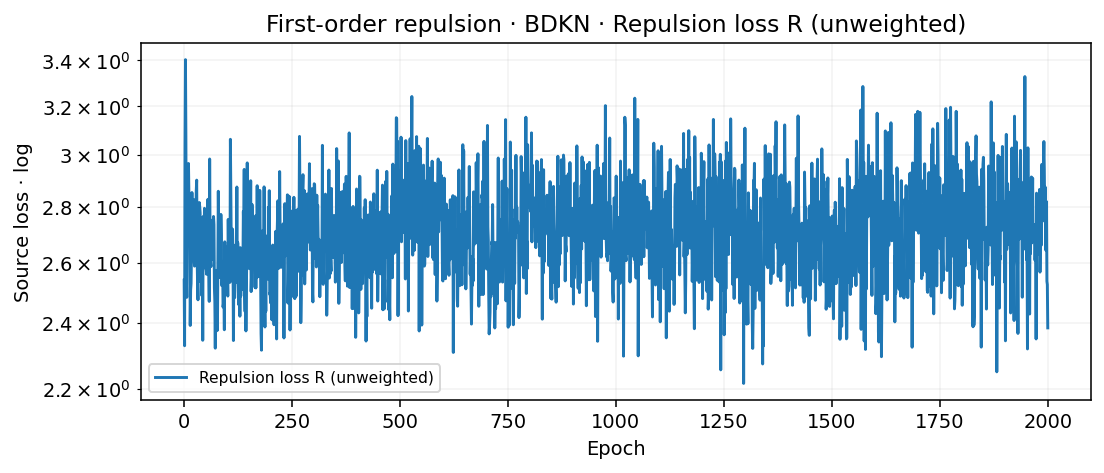 First-order repulsion · BDKN · Repulsion loss R (unweighted)
Source loss · log
3.4 × 10⁰
3.2 × 10⁰
3 × 10⁰
2.8 × 10⁰
2.6 × 10⁰
2.4 × 10⁰
2.2 × 10⁰
Repulsion loss R (unweighted)
0 250 500 750 1000 1250 1500 1750 2000
Epoch